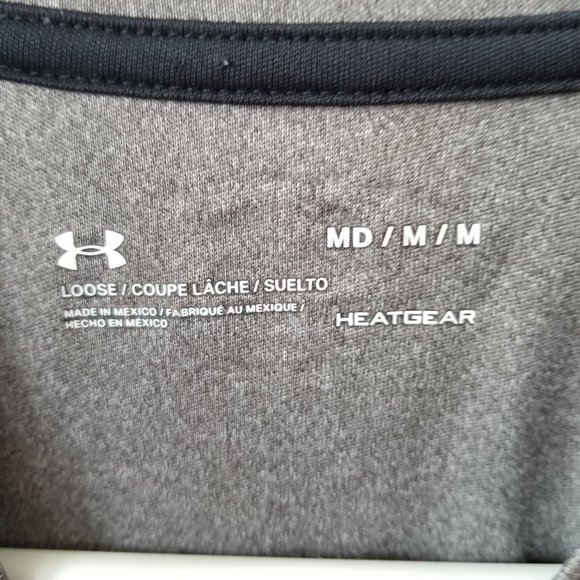 MD / M / M
LOOSE / COUPE LÂCHE / SUELTO
MADE IN MEXICO / FABRIQUÉ AU MEXIQUE /
HECHO EN MÉXICO
HEATGEAR